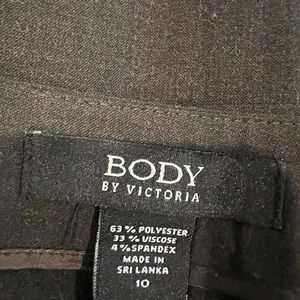 BODY
BY VICTORIA
63 % POLYESTER
33 % VISCOSE
4 % SPANDEX
MADE IN
SRI LANKA
10